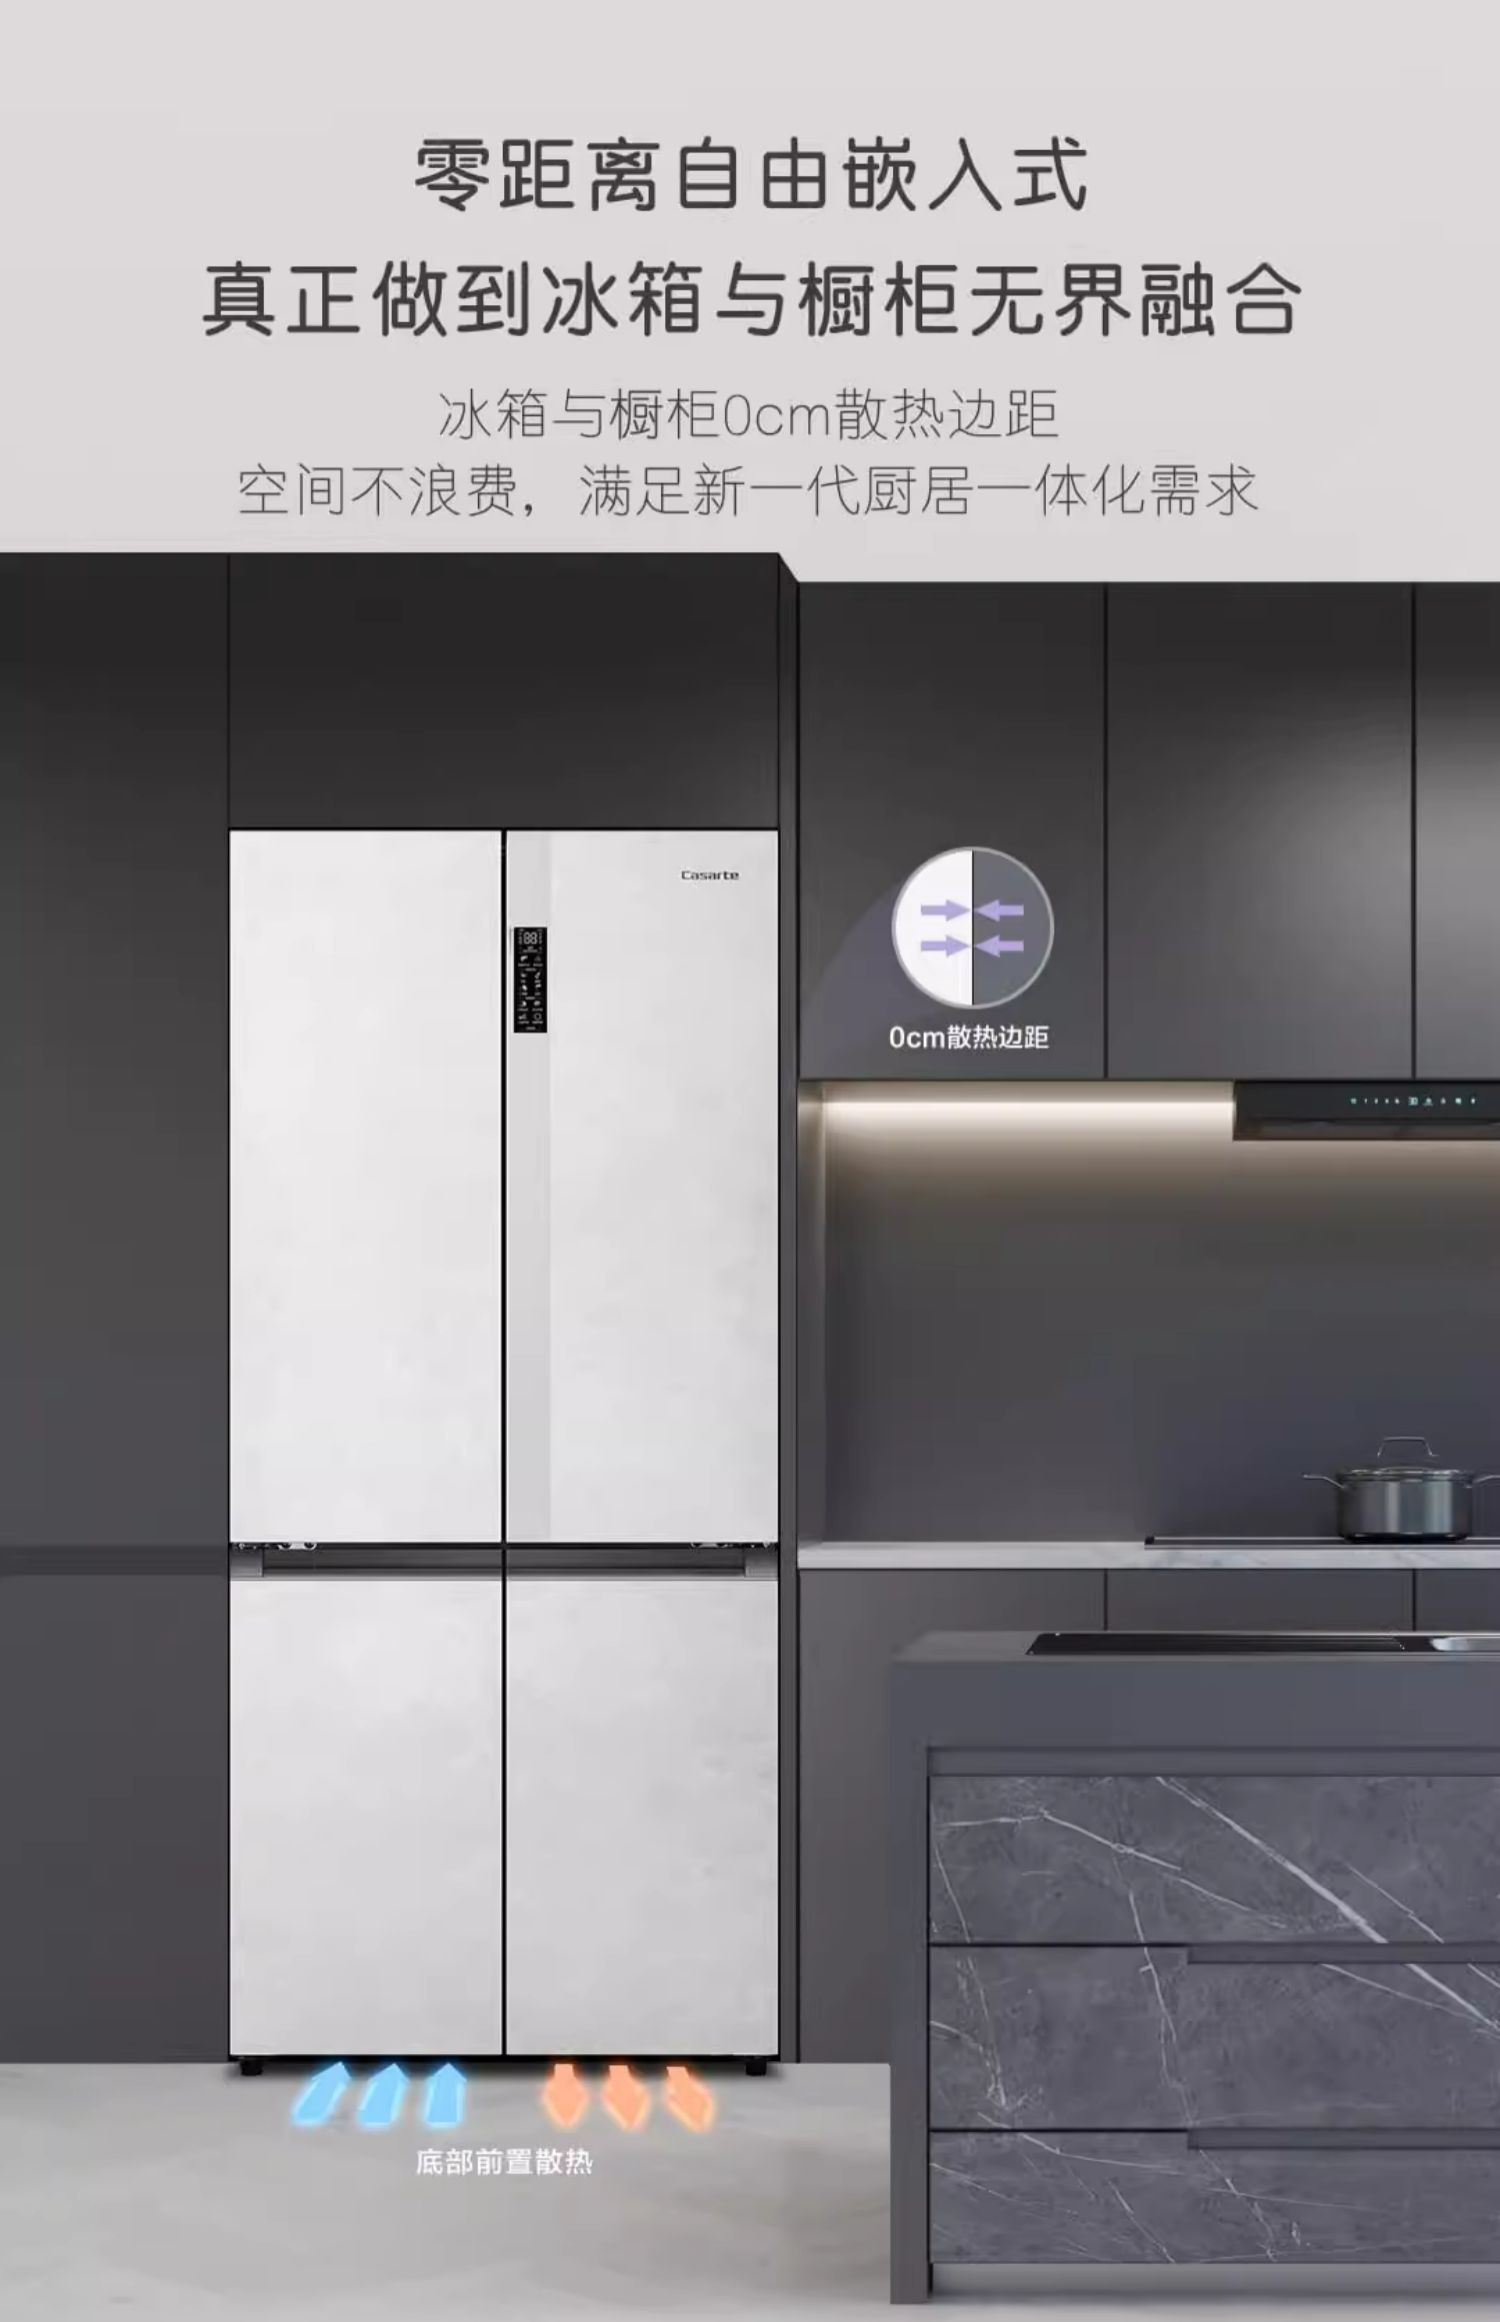 零距离自由嵌入式
真正做到冰箱与橱柜无界融合
冰箱与橱柜0cm散热边距
空间不浪费，满足新一代厨居一体化需求
Casarte
88
0cm散热边距
底部前置散热